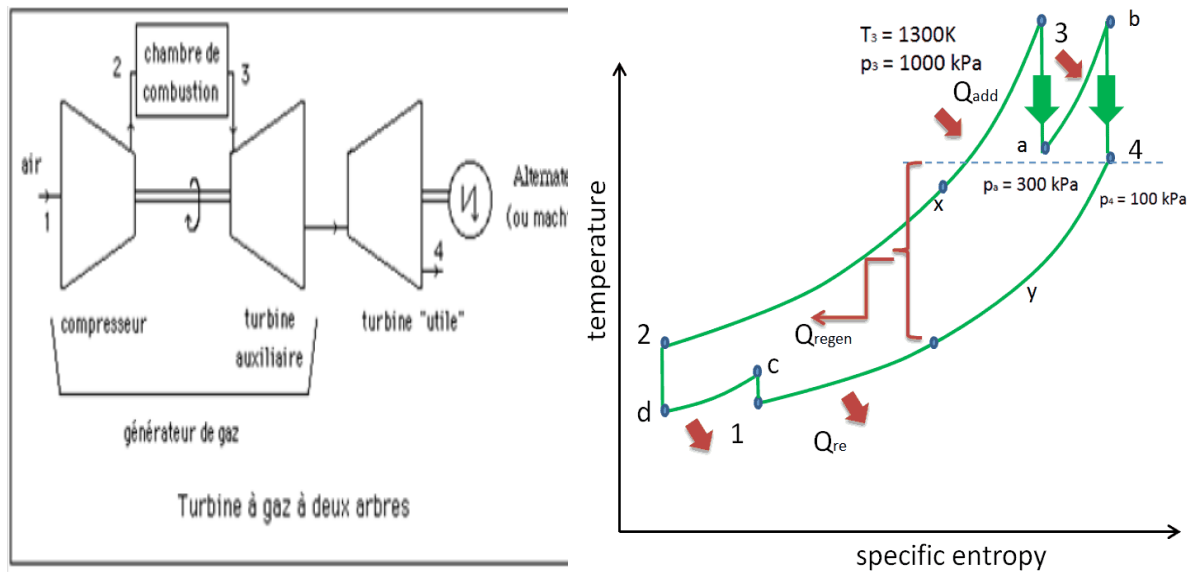 2
chambre de
combustion
3
air
1
4
Alternate
(ou mach
compresseur
turbine
auxiliaire
turbine "utile"
générateur de gaz
Turbine à gaz à deux arbres
T₃ = 1300K
p₃ = 1000 kPa
3
b
Qadd
a
4
pₐ = 300 kPa
p₄ = 100 kPa
x
y
Qregen
2
c
d
1
Qre
temperature
specific entropy